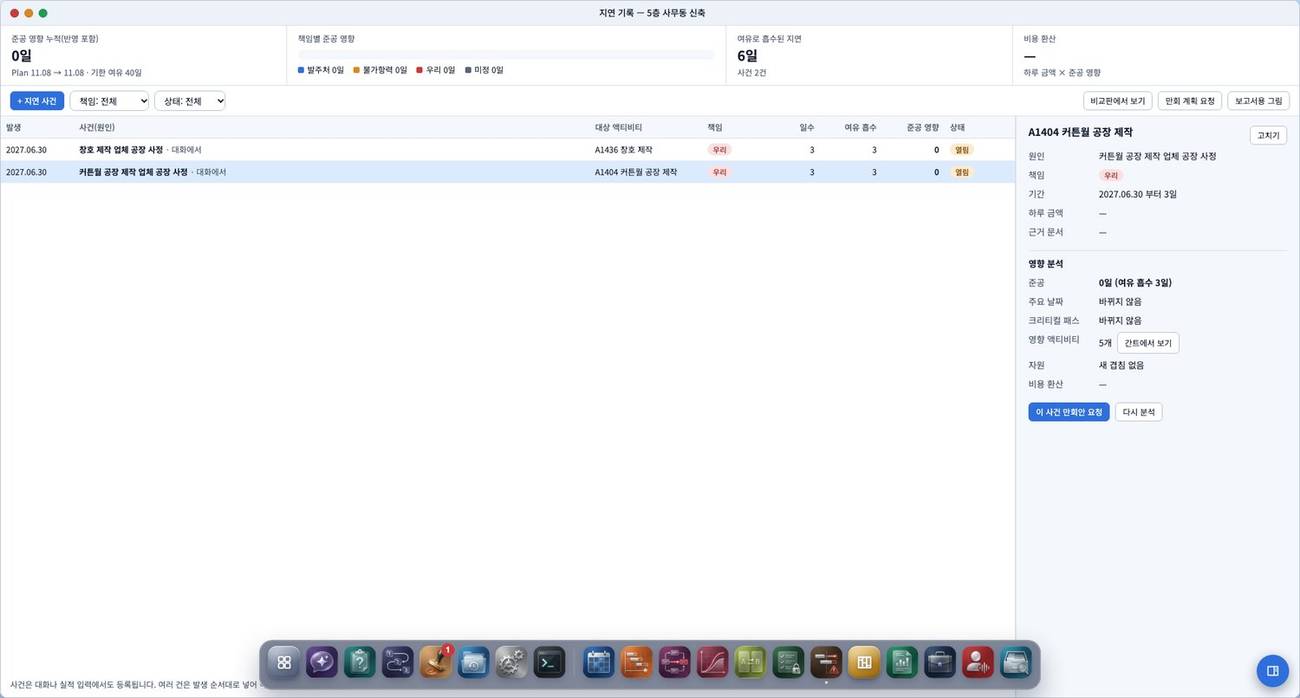 지연 기록 — 5층 사무동 신축
준공 영향 누적(반영 포함)
0일
Plan 11.08 → 11.08 · 기한 여유 40일
책임별 준공 영향
발주처 0일 불가항력 0일 우리 0일 미정 0일
여유로 흡수된 지연
6일
사건 2건
비용 환산
—
하루 금액 × 준공 영향
+ 지연 사건 책임: 전체 상태: 전체 비교판에서 보기 만회 계획 요청 보고서용 그림
발생 사건(원인) 대상 액티비티 책임 일수 여유 흡수 준공 영향 상태
2027.06.30 창호 제작 업체 공장 사정 · 대화에서 A1436 창호 제작 우리 3 3 0 열림
2027.06.30 커튼월 공장 제작 업체 공장 사정 · 대화에서 A1404 커튼월 공장 제작 우리 3 3 0 열림
A1404 커튼월 공장 제작 고치기
원인 커튼월 공장 제작 업체 공장 사정
책임 우리
기간 2027.06.30 부터 3일
하루 금액 —
근거 문서 —
영향 분석
준공 0일 (여유 흡수 3일)
주요 날짜 바뀌지 않음
크리티컬 패스 바뀌지 않음
영향 액티비티 5개 간트에서 보기
자원 새 겹침 없음
비용 환산 —
이 사건 만회안 요청 다시 분석
1
사건은 대화나 실적 입력에서도 등록됩니다. 여러 건은 발생 순서대로 넣어